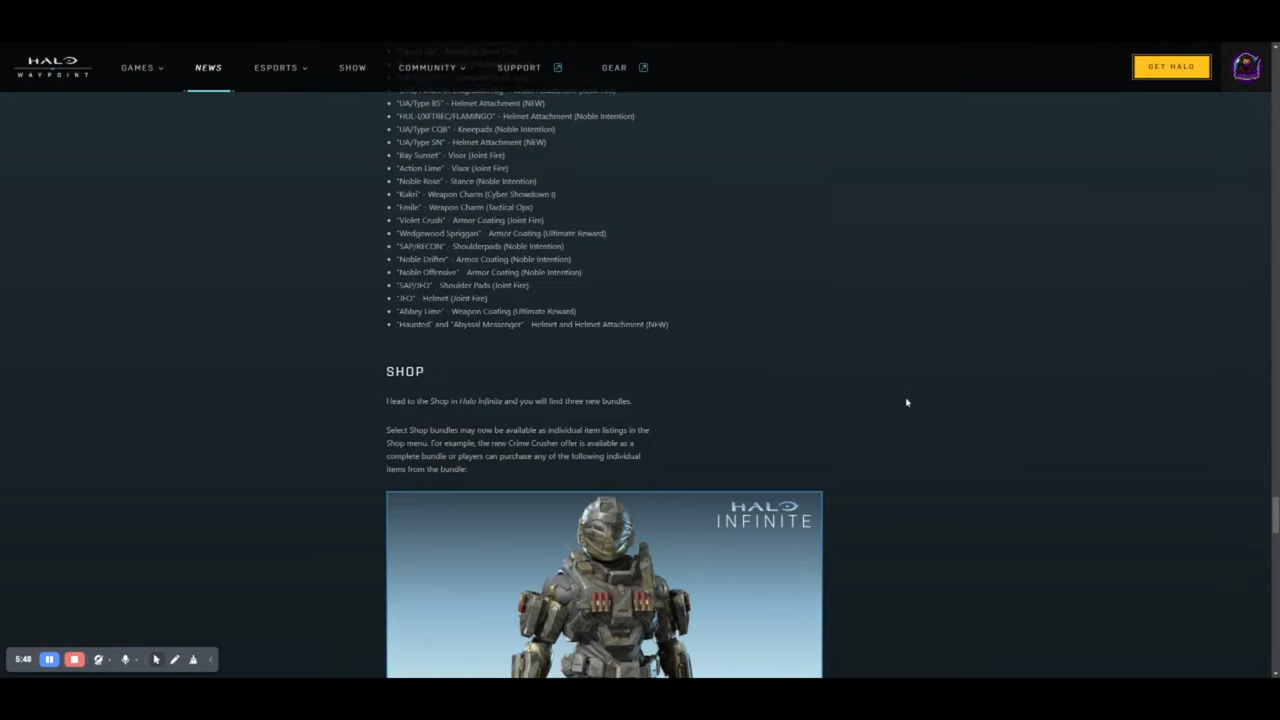 HALO
WAYPOINT
GAMES
NEWS
ESPORTS
SHOW
COMMUNITY
SUPPORT
GEAR
GET HALO
"UA/Type BS" - Helmet Attachment (NEW)
"HUL-I/XFTREC/FLAMINGO" - Helmet Attachment (Noble Intention)
"UA/Type CQB" - Kneepads (Noble Intention)
"UA/Type SN" - Helmet Attachment (NEW)
"Bay Sunset" - Visor (Joint Fire)
"Action Lime" - Visor (Joint Fire)
"Noble Rose" - Stance (Noble Intention)
"Kukri" - Weapon Charm (Cyber Showdown I)
"Emile" - Weapon Charm (Tactical Ops)
"Violet Crush" - Armor Coating (Joint Fire)
"Wedgewood Spriggan" - Armor Coating (Ultimate Reward)
"SAP/RECON" - Shoulderpads (Noble Intention)
"Noble Drifter" - Armor Coating (Noble Intention)
"Noble Offensive" - Armor Coating (Noble Intention)
"SAP/JFO" - Shoulder Pads (Joint Fire)
"JFO" - Helmet (Joint Fire)
"Abbey Lime" - Weapon Coating (Ultimate Reward)
"Haunted" and "Abyssal Messenger" - Helmet and Helmet Attachment (NEW)
SHOP
Head to the Shop in Halo Infinite and you will find three new bundles.
Select Shop bundles may now be available as individual item listings in the
Shop menu. For example, the new Crime Crusher offer is available as a
complete bundle or players can purchase any of the following individual
items from the bundle:
HALO
INFINITE
5:48